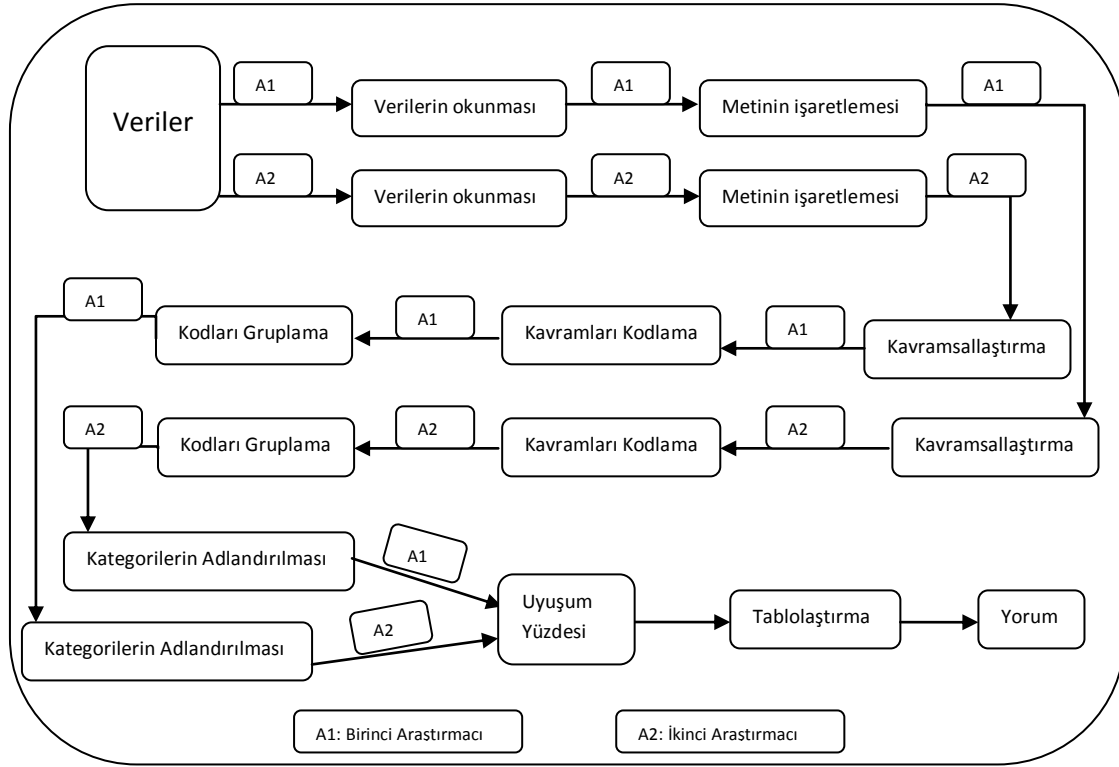 A1
A1
A1
Veriler
Verilerin okunması
Metinin işaretlemesi
A2
A2
A2
Verilerin okunması
Metinin işaretlemesi
A1
A1
A1
Kodları Gruplama
Kavramları Kodlama
Kavramsallaştırma
A2
A2
A2
Kodları Gruplama
Kavramları Kodlama
Kavramsallaştırma
Kategorilerin Adlandırılması
A1
Uyuşum
Yüzdesi
Tablolaştırma
Yorum
A2
Kategorilerin Adlandırılması
A1: Birinci Araştırmacı
A2: İkinci Araştırmacı